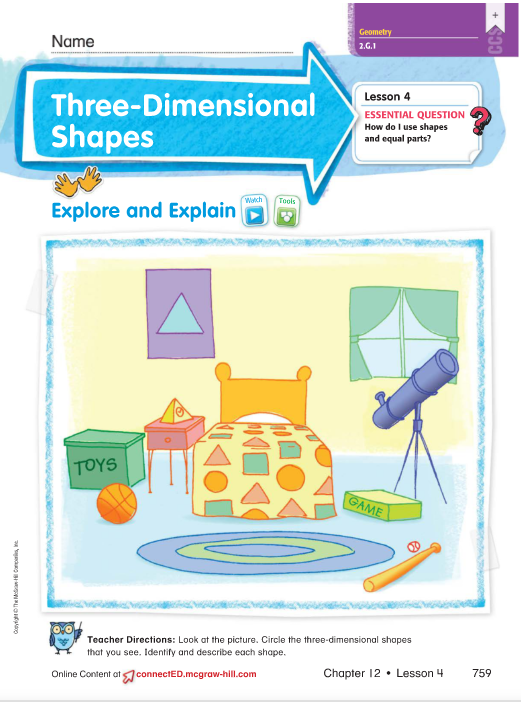 Name
Geometry
2.G.1
CCSS
Three-Dimensional
Shapes
Lesson 4
ESSENTIAL QUESTION
How do I use shapes
and equal parts?
Explore and Explain
Watch
Tools
TOYS
GAME
Copyright © The McGraw-Hill Companies, Inc.
Teacher Directions: Look at the picture. Circle the three-dimensional shapes
that you see. Identify and describe each shape.
Online Content at connectED.mcgraw-hill.com
Chapter 12 • Lesson 4 759